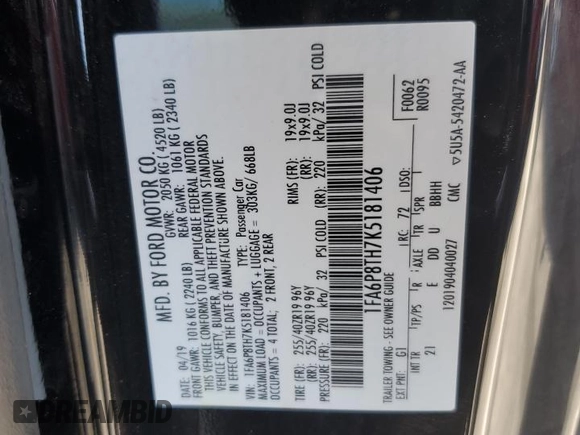 MFD. BY FORD MOTOR CO.
DATE: 04/19 GVWR: 2050 KG ( 4520 LB)
FRONT GAWR: 1016 KG ( 2240 LB) REAR GAWR: 1061 KG ( 2340 LB)
THIS VEHICLE CONFORMS TO ALL APPLICABLE FEDERAL MOTOR
VEHICLE SAFETY, BUMPER, AND THEFT PREVENTION STANDARDS
IN EFFECT ON THE DATE OF MANUFACTURE SHOWN ABOVE.
VIN: 1FA6P8TH7K5181406 TYPE: Passenger Car
MAXIMUM LOAD = OCCUPANTS + LUGGAGE = 303KG/ 668LB
OCCUPANTS = 4 TOTAL; 2 FRONT, 2 REAR
TIRE (FR): 255/40ZR19 96Y RIMS (FR): 19x9.0J
(RR): 255/40ZR19 96Y (RR): 19x9.0J
PRESSURE (FR): 220 kPa/ 32 PSI COLD (RR): 220 kPa/ 32 PSI COLD
1FA6P8TH7K5181406
TRAILER TOWING - SEE OWNER GUIDE F0062
R0095
EXT PNT: G1 RC: 72 DSO:
INT TR TP/PS R AXLE TR SPR
21 E DD U BBHH
1Z0190404002​7 CMC ▽5U5A-5420472-AA
DREAMBID